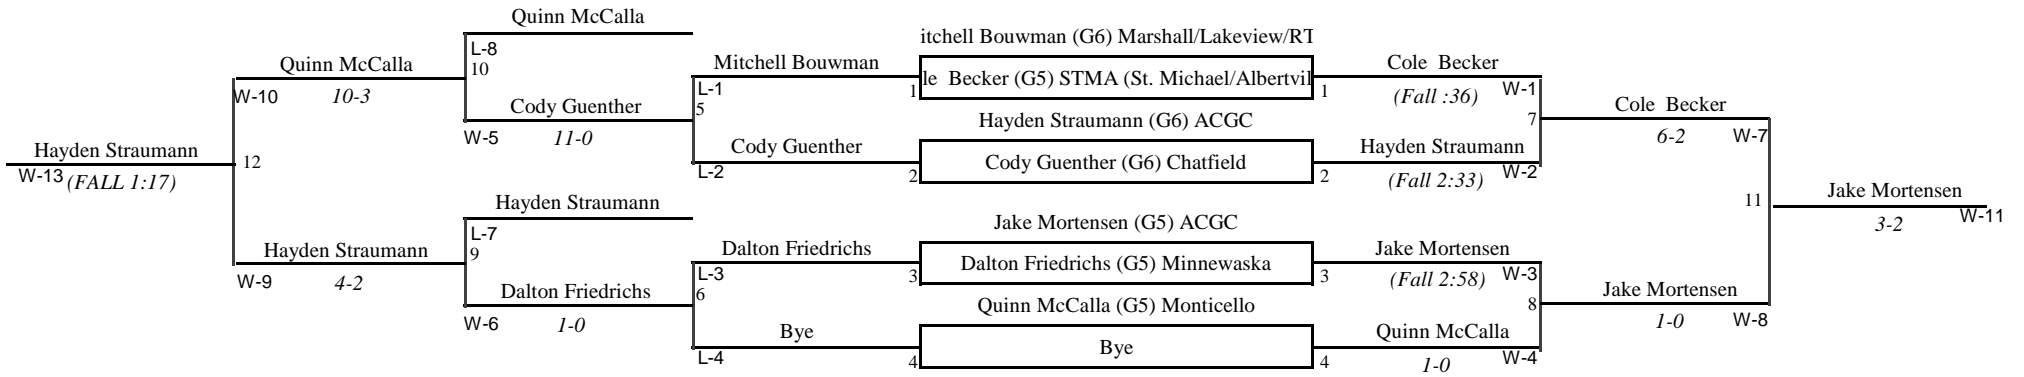 Quinn McCalla
L-8
10
Quinn McCalla
W-10
10-3
Cody Guenther
W-5
11-0
Hayden Straumann
W-13
(FALL 1:17)
12
Hayden Straumann
L-7
9
Hayden Straumann
W-9
4-2
Dalton Friedrichs
W-6
1-0
Mitchell Bouwman
L-1
5
Cody Guenther
L-2
Dalton Friedrichs
L-3
6
Bye
L-4
itchell Bouwman (G6) Marshall/Lakeview/RT
1
le Becker (G5) STMA (St. Michael/Albertvil
1
Hayden Straumann (G6) ACGC
2
Cody Guenther (G6) Chatfield
2
Jake Mortensen (G5) ACGC
3
Dalton Friedrichs (G5) Minnewaska
3
Quinn McCalla (G5) Monticello
4
Bye
4
Cole Becker
(Fall :36)
W-1
7
Hayden Straumann
(Fall 2:33)
W-2
Jake Mortensen
(Fall 2:58)
W-3
8
Quinn McCalla
1-0
W-4
Cole Becker
6-2
W-7
11
Jake Mortensen
1-0
W-8
Jake Mortensen
3-2
W-11